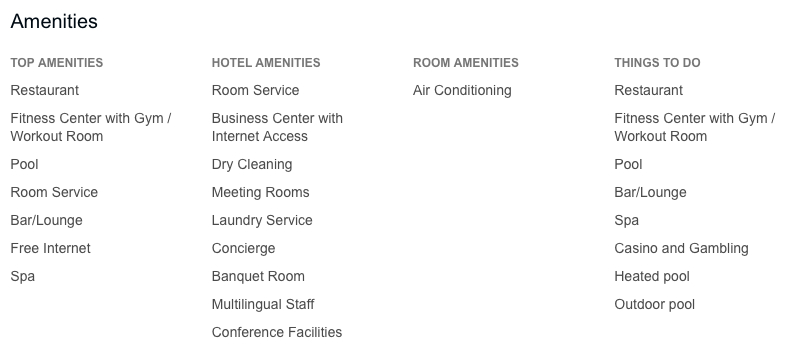 Amenities
TOP AMENITIES
Restaurant
Fitness Center with Gym /
Workout Room
Pool
Room Service
Bar/Lounge
Free Internet
Spa
HOTEL AMENITIES
Room Service
Business Center with
Internet Access
Dry Cleaning
Meeting Rooms
Laundry Service
Concierge
Banquet Room
Multilingual Staff
Conference Facilities
ROOM AMENITIES
Air Conditioning
THINGS TO DO
Restaurant
Fitness Center with Gym /
Workout Room
Pool
Bar/Lounge
Spa
Casino and Gambling
Heated pool
Outdoor pool